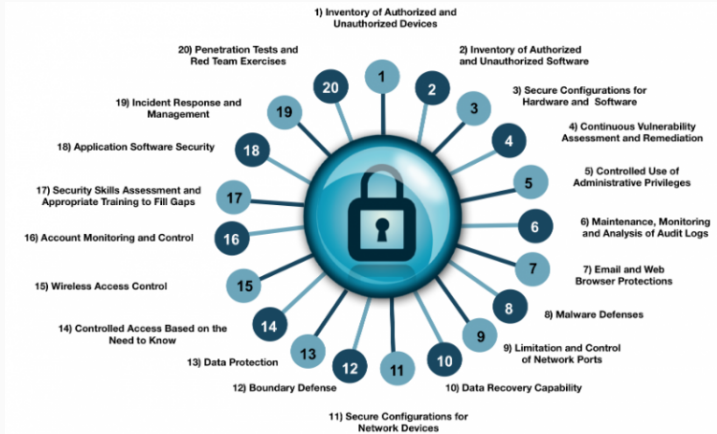 1) Inventory of Authorized and
Unauthorized Devices
2) Inventory of Authorized
and Unauthorized Software
3) Secure Configurations for
Hardware and Software
4) Continuous Vulnerability
Assessment and Remediation
5) Controlled Use of
Administrative Privileges
6) Maintenance, Monitoring
and Analysis of Audit Logs
7) Email and Web
Browser Protections
8) Malware Defenses
9) Limitation and Control
of Network Ports
10) Data Recovery Capability
11) Secure Configurations for
Network Devices
12) Boundary Defense
13) Data Protection
14) Controlled Access Based on the
Need to Know
15) Wireless Access Control
16) Account Monitoring and Control
17) Security Skills Assessment and
Appropriate Training to Fill Gaps
18) Application Software Security
19) Incident Response and
Management
20) Penetration Tests and
Red Team Exercises
1
2
3
4
5
6
7
8
9
10
11
12
13
14
15
16
17
18
19
20